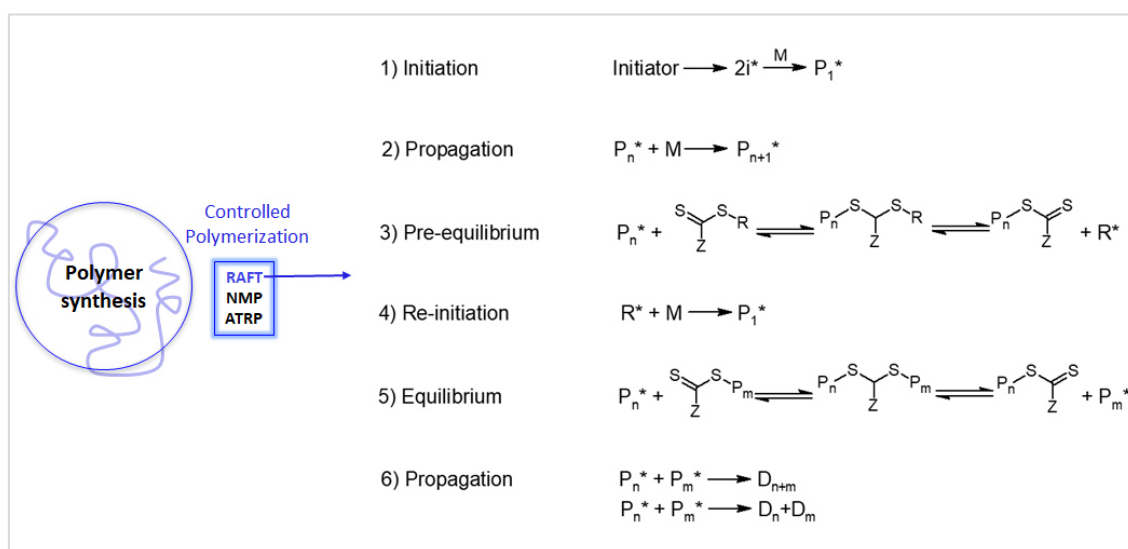 Polymer
synthesis
Controlled
Polymerization
RAFT
NMP
ATRP
1) Initiation Initiator ⟶ 2i* ⟶ P₁*
M
2) Propagation Pₙ* + M ⟶ Pₙ₊₁*
3) Pre-equilibrium Pₙ* + S S R Z ⇌ Pₙ S S R Z ⇌ Pₙ S S Z + R*
4) Re-initiation R* + M ⟶ P₁*
5) Equilibrium Pₙ* + S S Pₘ Z ⇌ Pₙ S S Pₘ Z ⇌ Pₙ S S Z + Pₘ*
6) Propagation Pₙ* + Pₘ* ⟶ Dₙ₊ₘ
Pₙ* + Pₘ* ⟶ Dₙ+Dₘ